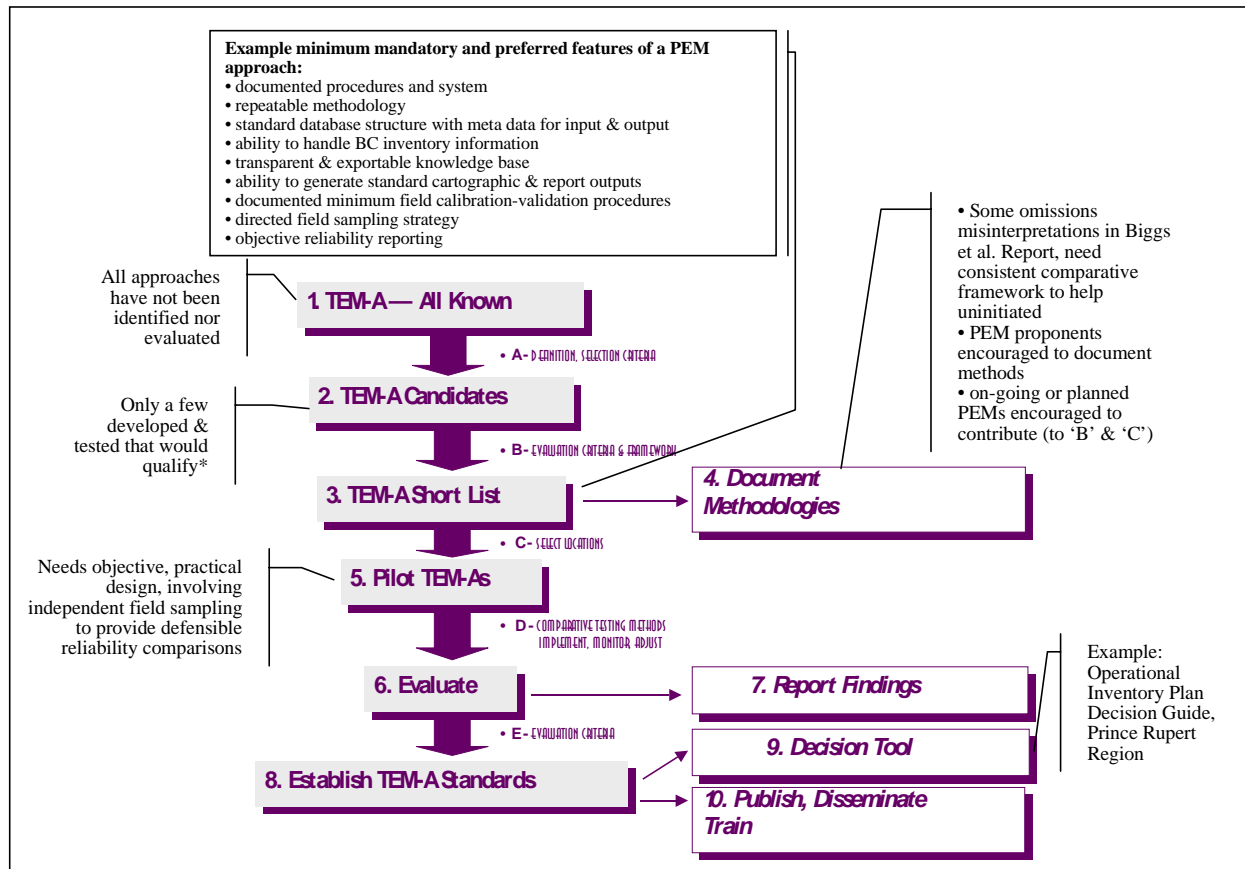 Example minimum mandatory and preferred features of a PEM
approach:
• documented procedures and system
• repeatable methodology
• standard database structure with meta data for input & output
• ability to handle BC inventory information
• transparent & exportable knowledge base
• ability to generate standard cartographic & report outputs
• documented minimum field calibration-validation procedures
• directed field sampling strategy
• objective reliability reporting
• Some omissions
misinterpretations in Biggs
et al. Report, need
consistent comparative
framework to help
uninitiated
• PEM proponents
encouraged to document
methods
• on-going or planned
PEMs encouraged to
contribute (to ‘B’ & ‘C’)
All approaches
have not been
identified nor
evaluated
1. TEM-A — All Known
• A- DEFINITION, SELECTION CRITERIA
2. TEM-A Candidates
Only a few
developed &
tested that would
qualify*
• B- EVALUATION CRITERIA & FRAMEWORK
3. TEM-A Short List
4. Document
Methodologies
• C- SELECT LOCATIONS
5. Pilot TEM-As
Needs objective, practical
design, involving
independent field sampling
to provide defensible
reliability comparisons
• D- COMPARATIVE TESTING METHODS
IMPLEMENT, MONITOR, ADJUST
6. Evaluate
7. Report Findings
Example:
Operational
Inventory Plan
Decision Guide,
Prince Rupert
Region
• E- EVALUATION CRITERIA
8. Establish TEM-A Standards
9. Decision Tool
10. Publish, Disseminate
Train